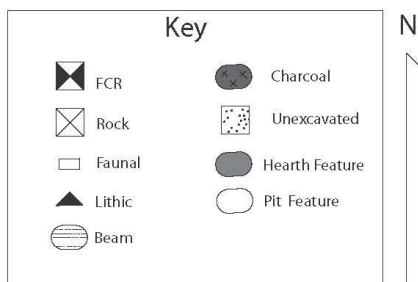 Key
N
FCR
Rock
Faunal
Lithic
Beam
Charcoal
Unexcavated
Hearth Feature
Pit Feature